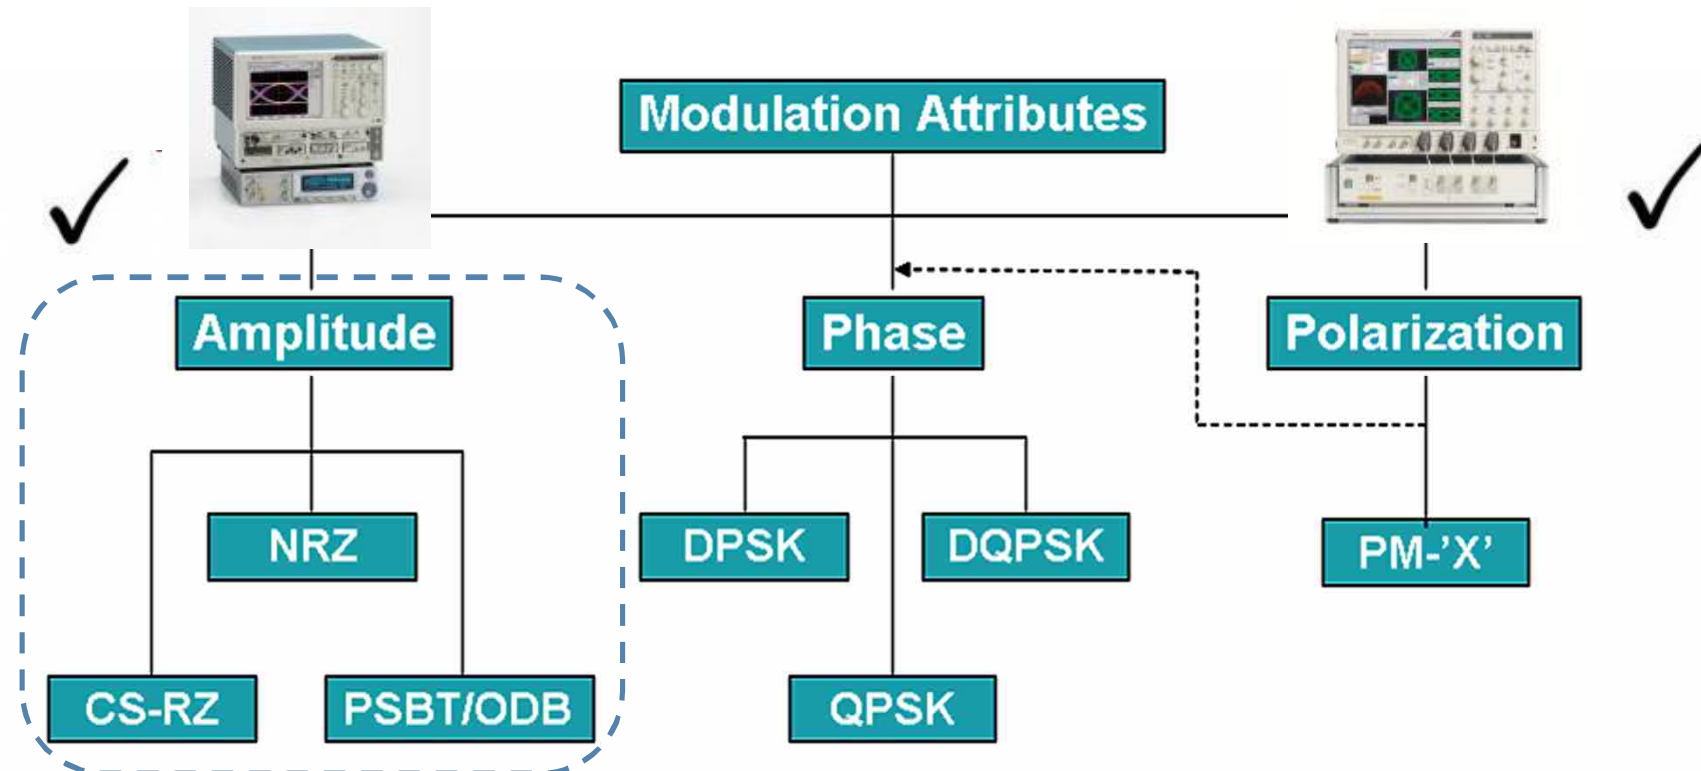 Modulation Attributes
Amplitude
Phase
Polarization
NRZ
DPSK
DQPSK
PM-’X’
CS-RZ
PSBT/ODB
QPSK